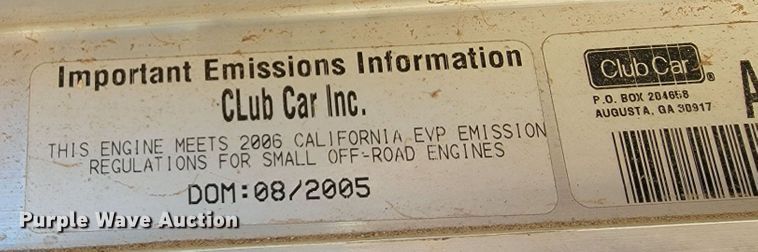 Important Emissions Information
CLub Car Inc.
THIS ENGINE MEETS 2006 CALIFORNIA EVP EMISSION
REGULATIONS FOR SMALL OFF-ROAD ENGINES
DOM:08/2005
Club Car ®
P.O. BOX 204658
AUGUSTA, GA 30917
A
Purple Wave Auction